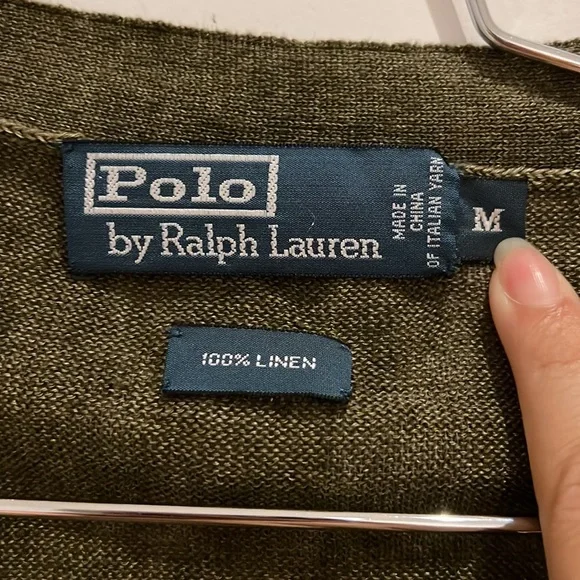 Polo
by Ralph Lauren
MADE IN
CHINA
OF ITALIAN YARN
M
100% LINEN